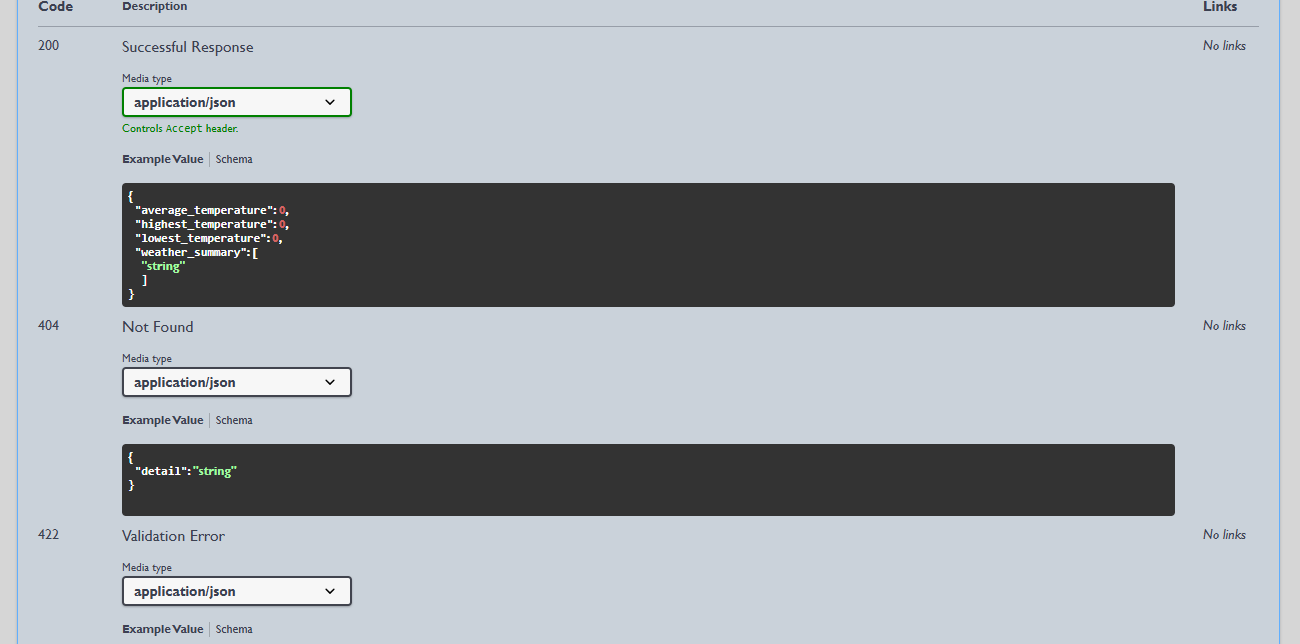 Code Description Links
200 Successful Response No links
Media type
application/json
Controls Accept header.
Example Value Schema
{
"average_temperature":0,
"highest_temperature":0,
"lowest_temperature":0,
"weather_summary":[
"string"
]
}
404 Not Found No links
Media type
application/json
Example Value Schema
{
"detail":"string"
}
422 Validation Error No links
Media type
application/json
Example Value Schema